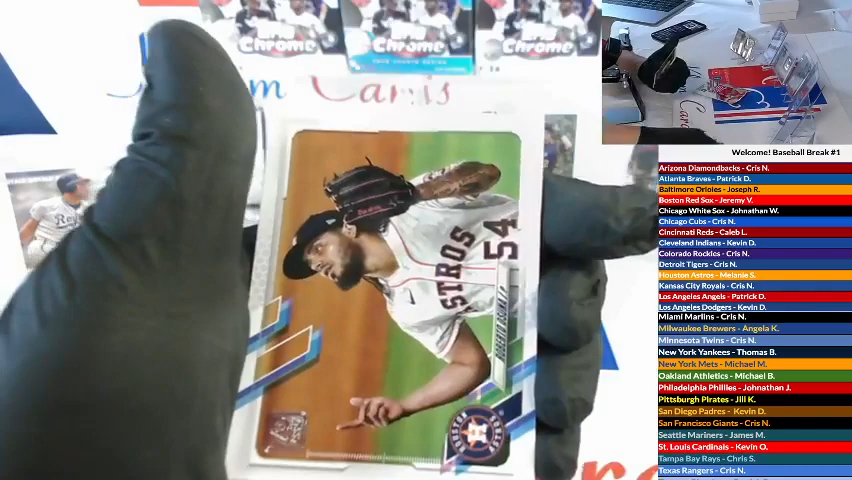 Chrome
Chrome
Chrome
m Cards
ASTROS
54
ROBERTO OSUNA
HOUSTON
ASTROS
Welcome! Baseball Break #1
Arizona Diamondbacks - Cris N.
Atlanta Braves - Patrick D.
Baltimore Orioles - Joseph R.
Boston Red Sox - Jeremy V.
Chicago White Sox - Johnathan W.
Chicago Cubs - Cris N.
Cincinnati Reds - Caleb L.
Cleveland Indians - Kevin D.
Colorado Rockies - Cris N.
Detroit Tigers - Cris N.
Houston Astros - Melanie S.
Kansas City Royals - Cris N.
Los Angeles Angels - Patrick D.
Los Angeles Dodgers - Kevin D.
Miami Marlins - Cris N.
Milwaukee Brewers - Angela K.
Minnesota Twins - Cris N.
New York Yankees - Thomas B.
New York Mets - Michael M.
Oakland Athletics - Michael B.
Philadelphia Phillies - Johnathan J.
Pittsburgh Pirates - Jill K.
San Diego Padres - Kevin D.
San Francisco Giants - Cris N.
Seattle Mariners - James M.
St. Louis Cardinals - Kevin O.
Tampa Bay Rays - Chris S.
Texas Rangers - Cris N.